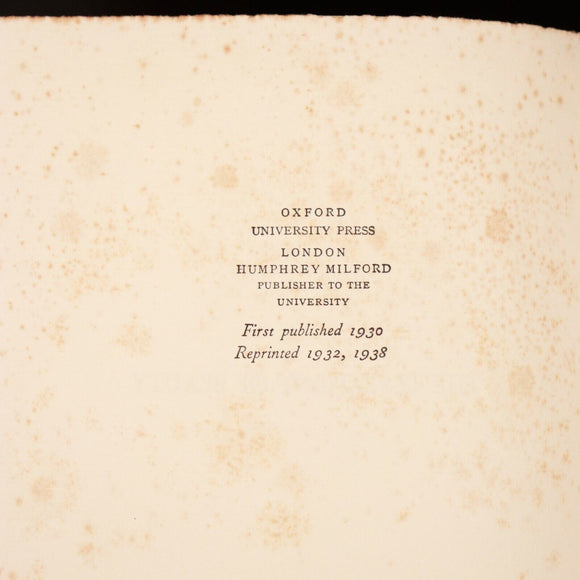 OXFORD
UNIVERSITY PRESS
LONDON
HUMPHREY MILFORD
PUBLISHER TO THE
UNIVERSITY
First published 1930
Reprinted 1932, 1938